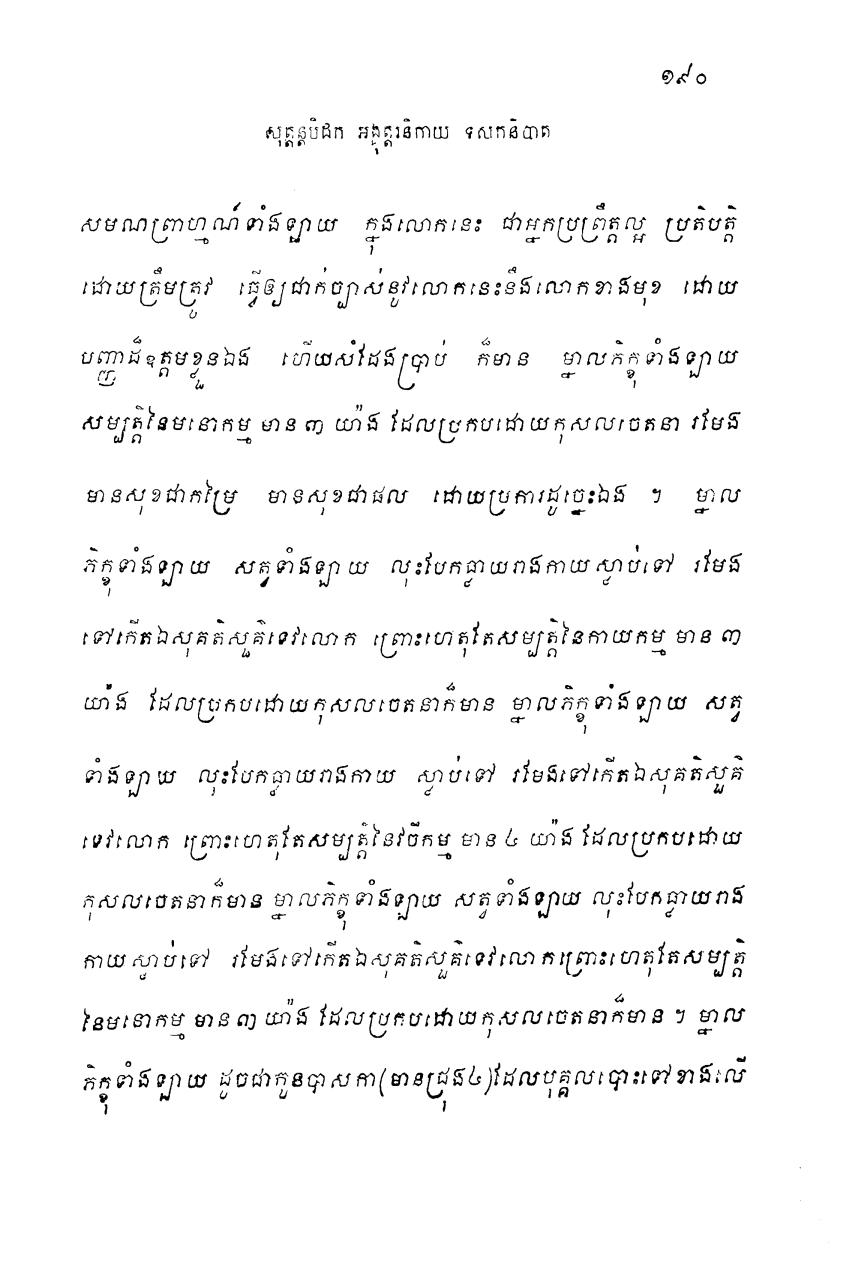 ១៩០
សុត្តន្តបិដក អង្គុត្តរនិកាយ ទសកនិបាត
សមណព្រាហ្មណ៍ទាំងឡាយ ក្នុងលោកនេះ ជាអ្នកប្រព្រឹត្តល្អ ប្រតិបត្តិ
ដោយត្រឹមត្រូវ ធ្វើឲ្យជាក់ច្បាស់នូវលោកនេះនឹងលោកខាងមុខ ដោយ
បញ្ញាដ៏ឧត្តមខ្លួនឯង ហើយសំដែងប្រាប់ ក៏មាន ម្នាលភិក្ខុទាំងឡាយ
សម្បត្តិនៃមនោកម្ម មាន ៣ យ៉ាង ដែលប្រកបដោយកុសលចេតនា រមែង
មានសុខជាកម្រៃ មានសុខជាផល ដោយប្រការដូច្នេះឯង ។ ម្នាល
ភិក្ខុទាំងឡាយ សត្វទាំងឡាយ លុះបែកធ្លាយរាងកាយស្លាប់ទៅ រមែង
ទៅកើតឯសុគតិសួគ៌ទេវលោក ព្រោះហេតុតែសម្បត្តិនៃកាយកម្ម មាន ៣
យ៉ាង ដែលប្រកបដោយកុសលចេតនាក៏មាន ម្នាលភិក្ខុទាំងឡាយ សត្វ
ទាំងឡាយ លុះបែកធ្លាយរាងកាយ ស្លាប់ទៅ រមែងទៅកើតឯសុគតិសួគ៌
ទេវលោក ព្រោះហេតុតែសម្បត្តិនៃវចីកម្ម មាន ៤ យ៉ាង ដែលប្រកបដោយ
កុសលចេតនាក៏មាន ម្នាលភិក្ខុទាំងឡាយ សត្វទាំងឡាយ លុះបែកធ្លាយរាង
កាយស្លាប់ទៅ រមែងទៅកើតឯសុគតិសួគ៌ទេវលោកព្រោះហេតុតែសម្បត្តិ
នៃមនោកម្ម មាន ៣ យ៉ាង ដែលប្រកបដោយកុសលចេតនាក៏មាន ។ ម្នាល
ភិក្ខុទាំងឡាយ ដូចជាកូនបាសកា(មានជ្រុង៤)ដែលបុគ្គលបោះទៅខាងលើ